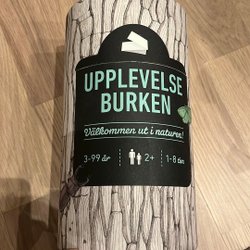 UPPLEVELSE
BURKEN
Välkommen ut i naturen!
3-99 år 2+ 1-8 tim